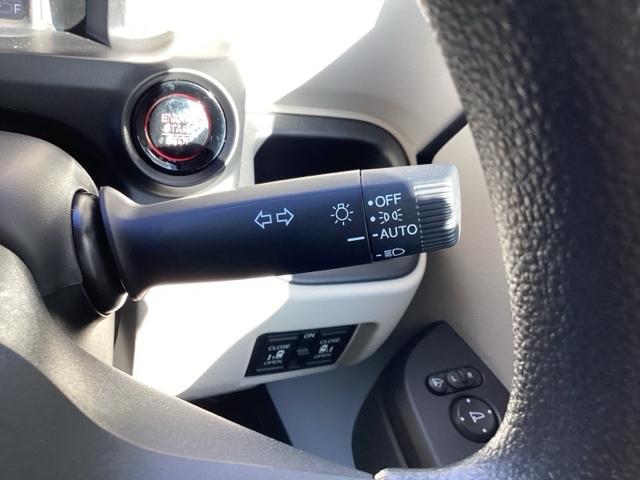 F
ENGINE
START
STOP
OFF
AUTO
ON
CLOSE
OPEN
CLOSE
OPEN
L
R